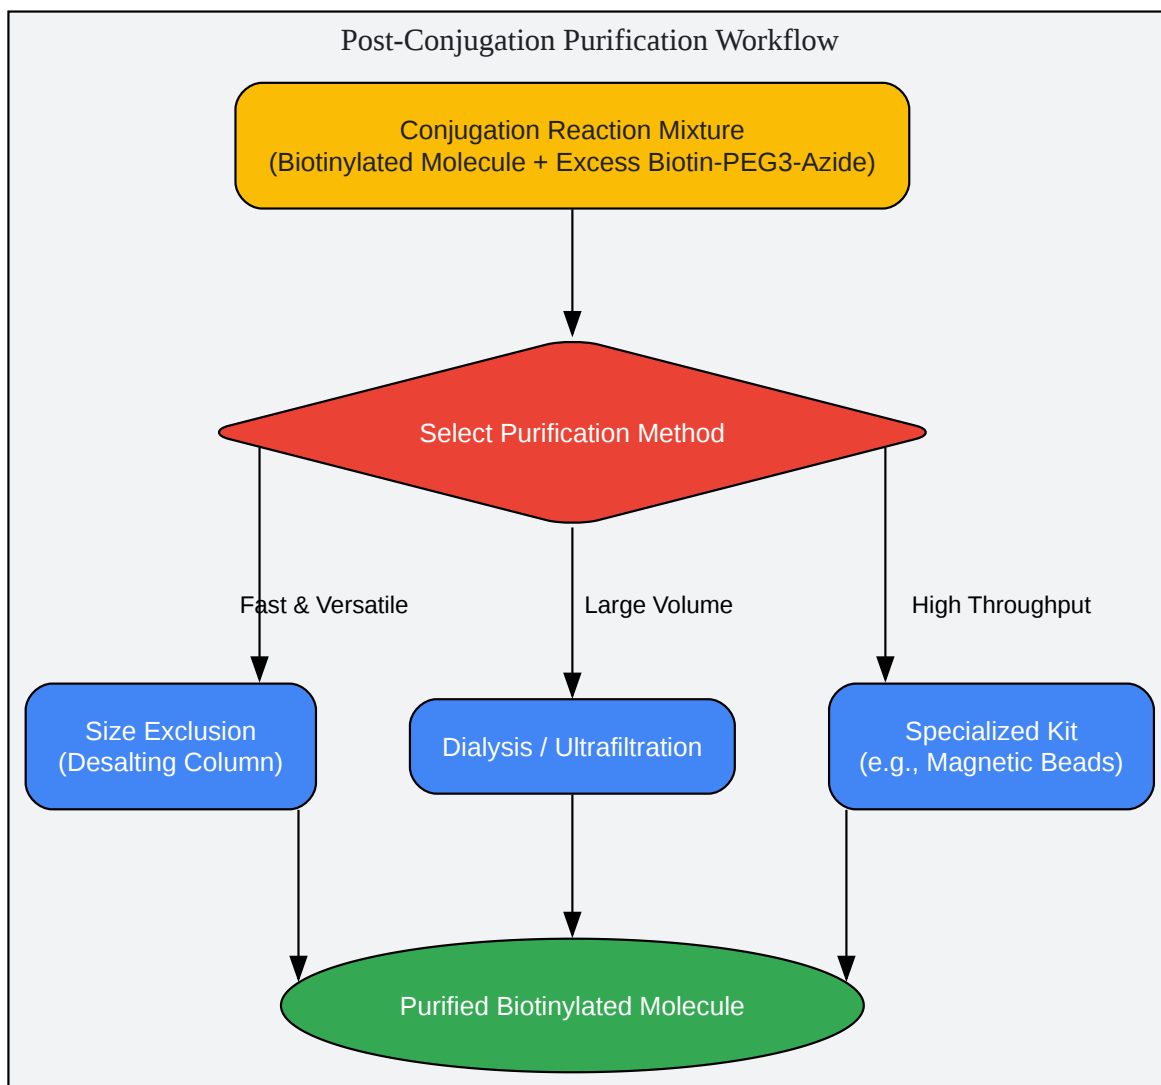 Post-Conjugation Purification Workflow
Conjugation Reaction Mixture
(Biotinylated Molecule + Excess Biotin-PEG3-Azide)
Select Purification Method
Fast & Versatile
Large Volume
High Throughput
Size Exclusion
(Desalting Column)
Dialysis / Ultrafiltration
Specialized Kit
(e.g., Magnetic Beads)
Purified Biotinylated Molecule